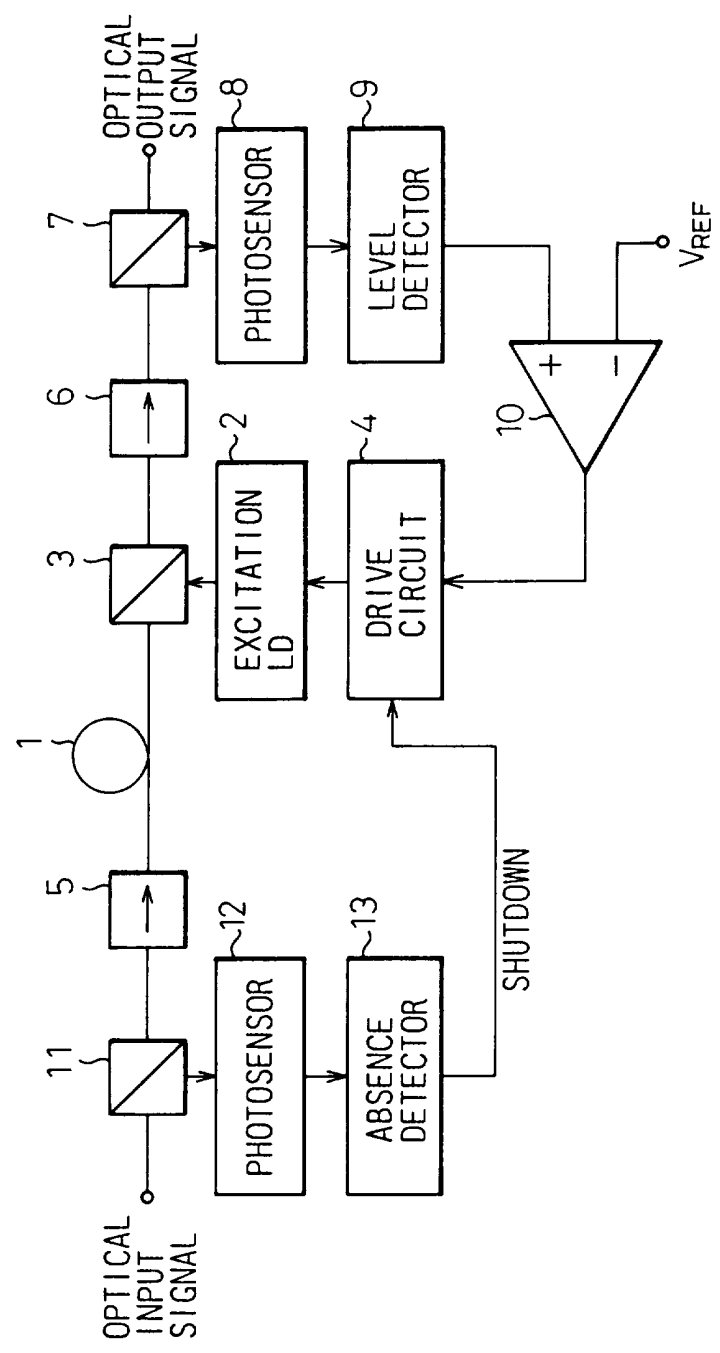 OPTICAL
INPUT
SIGNAL
11
5
1
3
6
7
OPTICAL
OUTPUT
SIGNAL
PHOTOSENSOR
12
EXCITATION
LD
2
PHOTOSENSOR
8
ABSENCE
DETECTOR
13
DRIVE
CIRCUIT
4
LEVEL
DETECTOR
9
SHUTDOWN
10
+
−
VREF